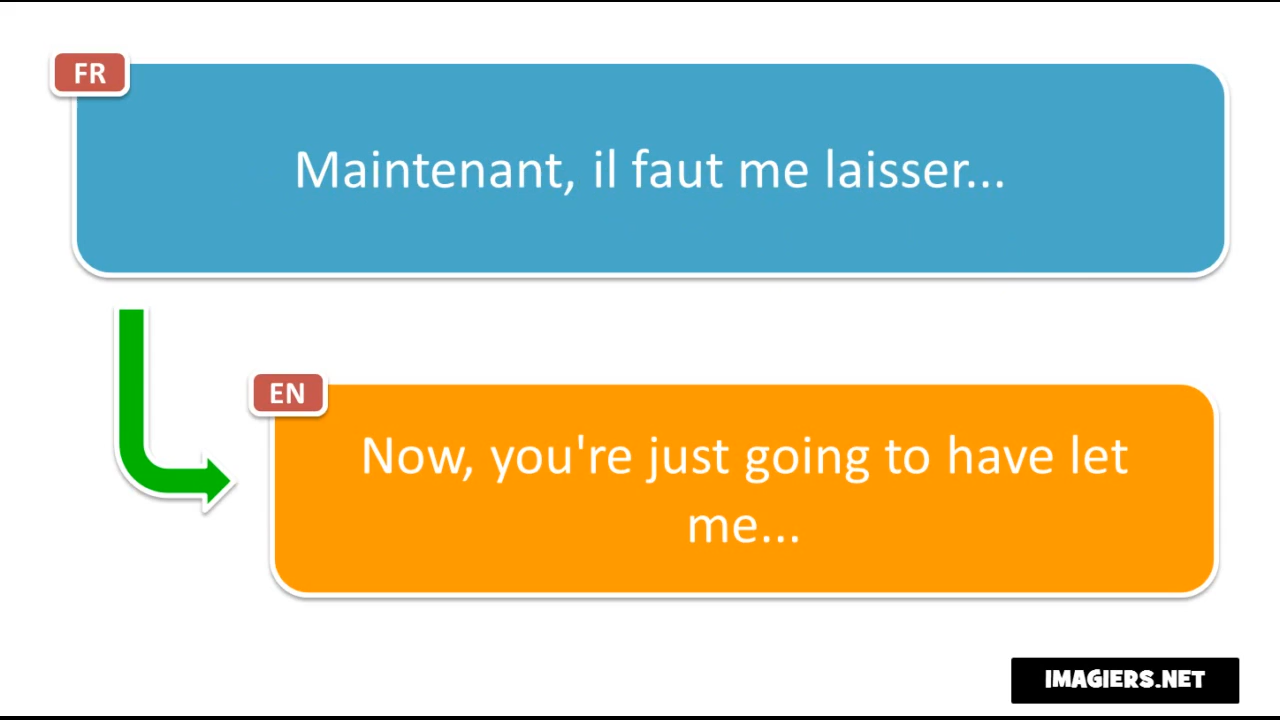 FR
Maintenant, il faut me laisser...
EN
Now, you're just going to have let
me...
IMAGIERS.NET